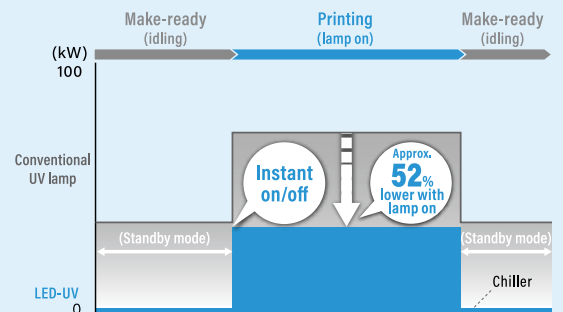 Make-ready
(idling)
Printing
(lamp on)
Make-ready
(idling)
(kW)
100
Conventional
UV lamp
Instant
on/off
Approx.
52%
lower with
lamp on
(Standby mode)
(Standby mode)
Chiller
LED-UV
0